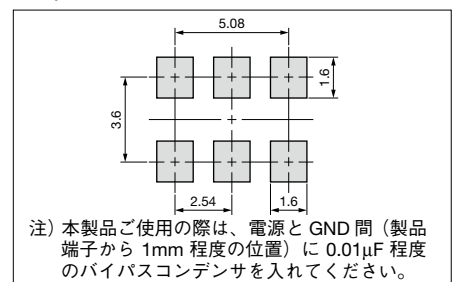 5.08
1.6
3.6
2.54
1.6
注) 本製品ご使用の際は、電源と GND 間（製品
端子から 1mm 程度の位置）に 0.01μF 程度
のバイパスコンデンサを入れてください。